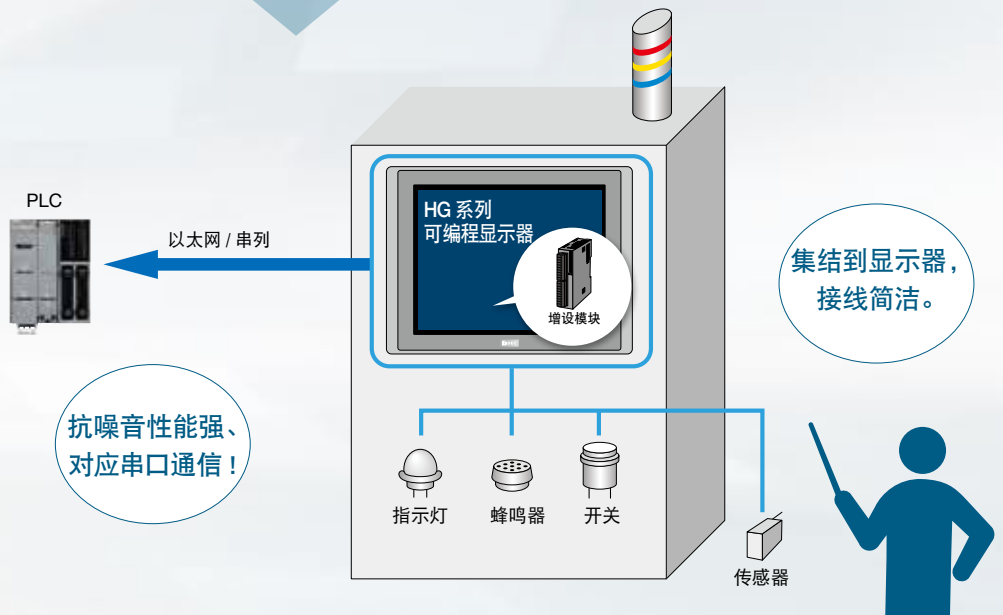 PLC
以太网 / 串列
HG 系列
可编程显示器
增设模块
集结到显示器，
接线简洁。
抗噪音性能强、
对应串口通信！
指示灯
蜂鸣器
开关
传感器